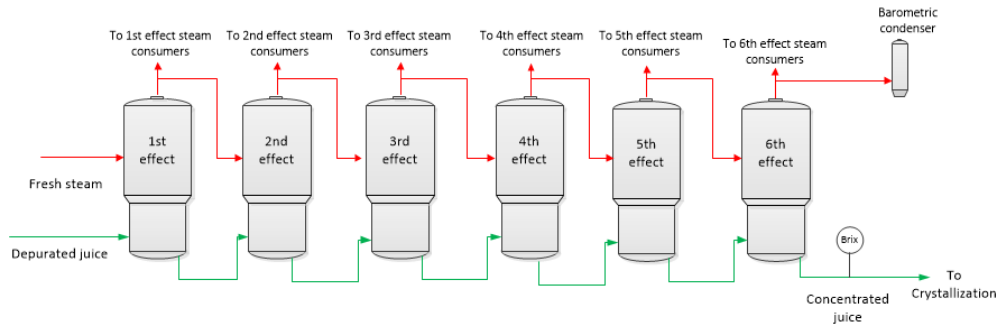 Barometric
condenser
To 1st effect steam
consumers
To 2nd effect steam
consumers
To 3rd effect steam
consumers
To 4th effect steam
consumers
To 5th effect steam
consumers
To 6th effect steam
consumers
1st
effect
2nd
effect
3rd
effect
4th
effect
5th
effect
6th
effect
Fresh steam
Depurated juice
Brix
Concentrated
juice
To
Crystallization